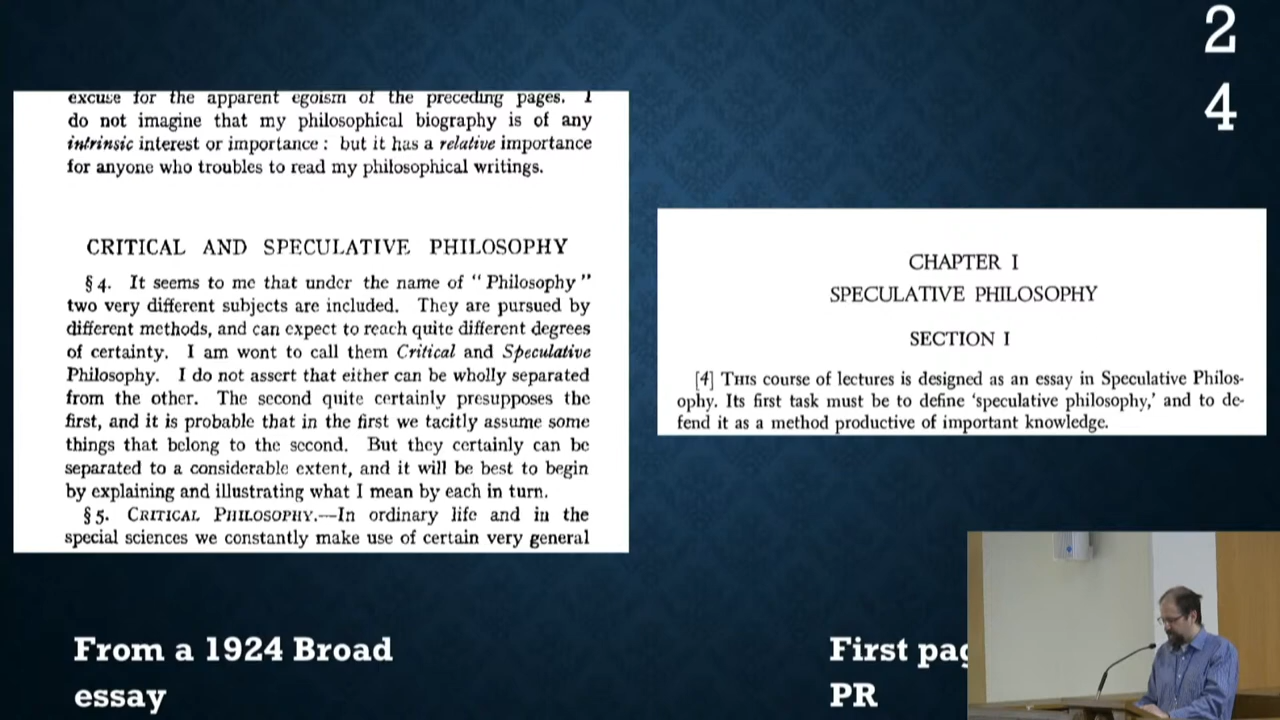 excuse for the apparent egoism of the preceding pages. I
do not imagine that my philosophical biography is of any
intrinsic interest or importance : but it has a relative importance
for anyone who troubles to read my philosophical writings.
CRITICAL AND SPECULATIVE PHILOSOPHY
§ 4. It seems to me that under the name of “ Philosophy ”
two very different subjects are included. They are pursued by
different methods, and can expect to reach quite different degrees
of certainty. I am wont to call them Critical and Speculative
Philosophy. I do not assert that either can be wholly separated
from the other. The second quite certainly presupposes the
first, and it is probable that in the first we tacitly assume some
things that belong to the second. But they certainly can be
separated to a considerable extent, and it will be best to begin
by explaining and illustrating what I mean by each in turn.
§ 5. CRITICAL PHILOSOPHY.—In ordinary life and in the
special sciences we constantly make use of certain very general
From a 1924 Broad
essay
2
4
CHAPTER I
SPECULATIVE PHILOSOPHY
SECTION I
[4] THIS course of lectures is designed as an essay in Speculative Philos-
ophy. Its first task must be to define ‘speculative philosophy,’ and to de-
fend it as a method productive of important knowledge.
First pag
PR